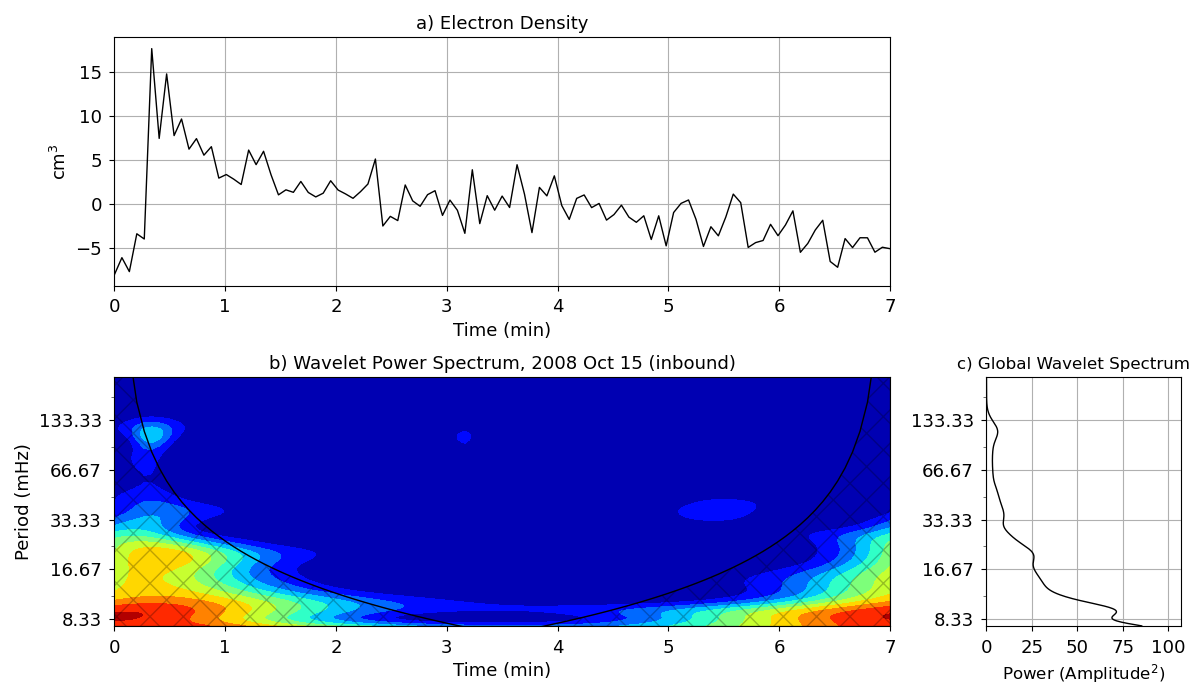 a) Electron Density
cm³
15
10
5
0
−5
0 1 2 3 4 5 6 7
Time (min)
b) Wavelet Power Spectrum, 2008 Oct 15 (inbound)
Period (mHz)
133.33
66.67
33.33
16.67
8.33
0 1 2 3 4 5 6 7
Time (min)
c) Global Wavelet Spectrum
133.33
66.67
33.33
16.67
8.33
0 25 50 75 100
Power (Amplitude²)